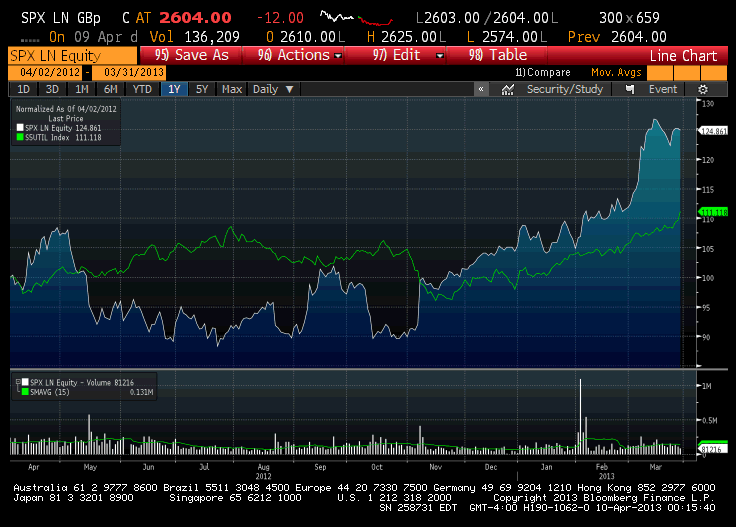 SPX LN GBp C AT 2604.00 -12.00 L2603.00/2604.00L 300x659
On 09 Apr d Vol 136,209 O 2610.00L H 2625.00L L 2574.00L Prev 2604.00
SPX LN Equity 95) Save As 96) Actions 97) Edit 98) Table Line Chart
04/02/2012 - 03/31/2013 11)Compare Mov. Avgs
1D 3D 1M 6M YTD 1Y 5Y Max Daily ▼ « Security/Study Event
Normalized As Of 04/02/2012
Last Price
SPX LN Equity 124.861
SSUTIL Index 111.118
130
124.861
120
115
111.118
110
105
100
95
90
SPX LN Equity - Volume 81216
SMAVG (15) 0.131M
1M
0.5M
81216
Apr May Jun Jul Aug Sep Oct Nov Dec Jan Feb Mar
2012 2013
Australia 61 2 9777 8600 Brazil 5511 3048 4500 Europe 44 20 7330 7500 Germany 49 69 9204 1210 Hong Kong 852 2977 6000
Japan 81 3 3201 8900 Singapore 65 6212 1000 U.S. 1 212 318 2000 Copyright 2013 Bloomberg Finance L.P.
SN 258731 EDT GMT-4:00 H190-1062-0 10-Apr-2013 00:15:40